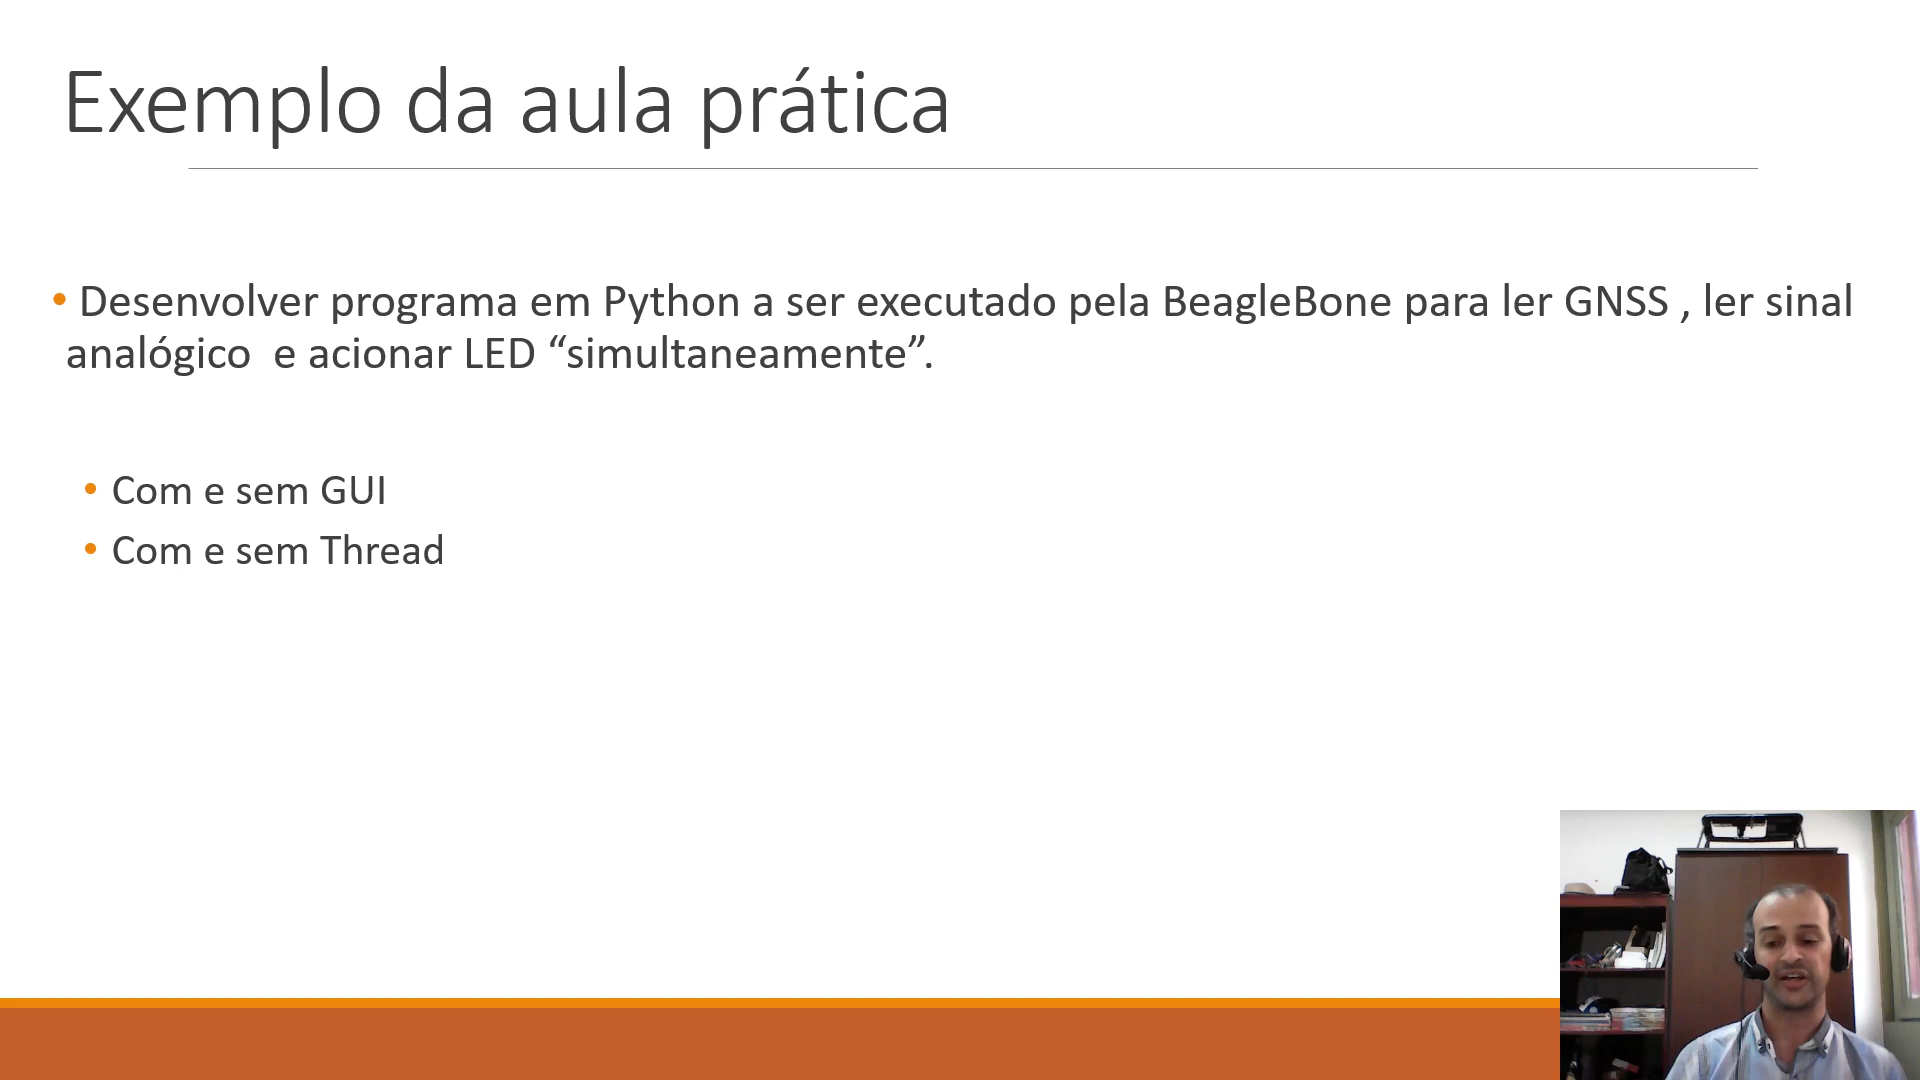 Exemplo da aula prática
• Desenvolver programa em Python a ser executado pela BeagleBone para ler GNSS , ler sinal
analógico  e acionar LED “simultaneamente”.
• Com e sem GUI
• Com e sem Thread